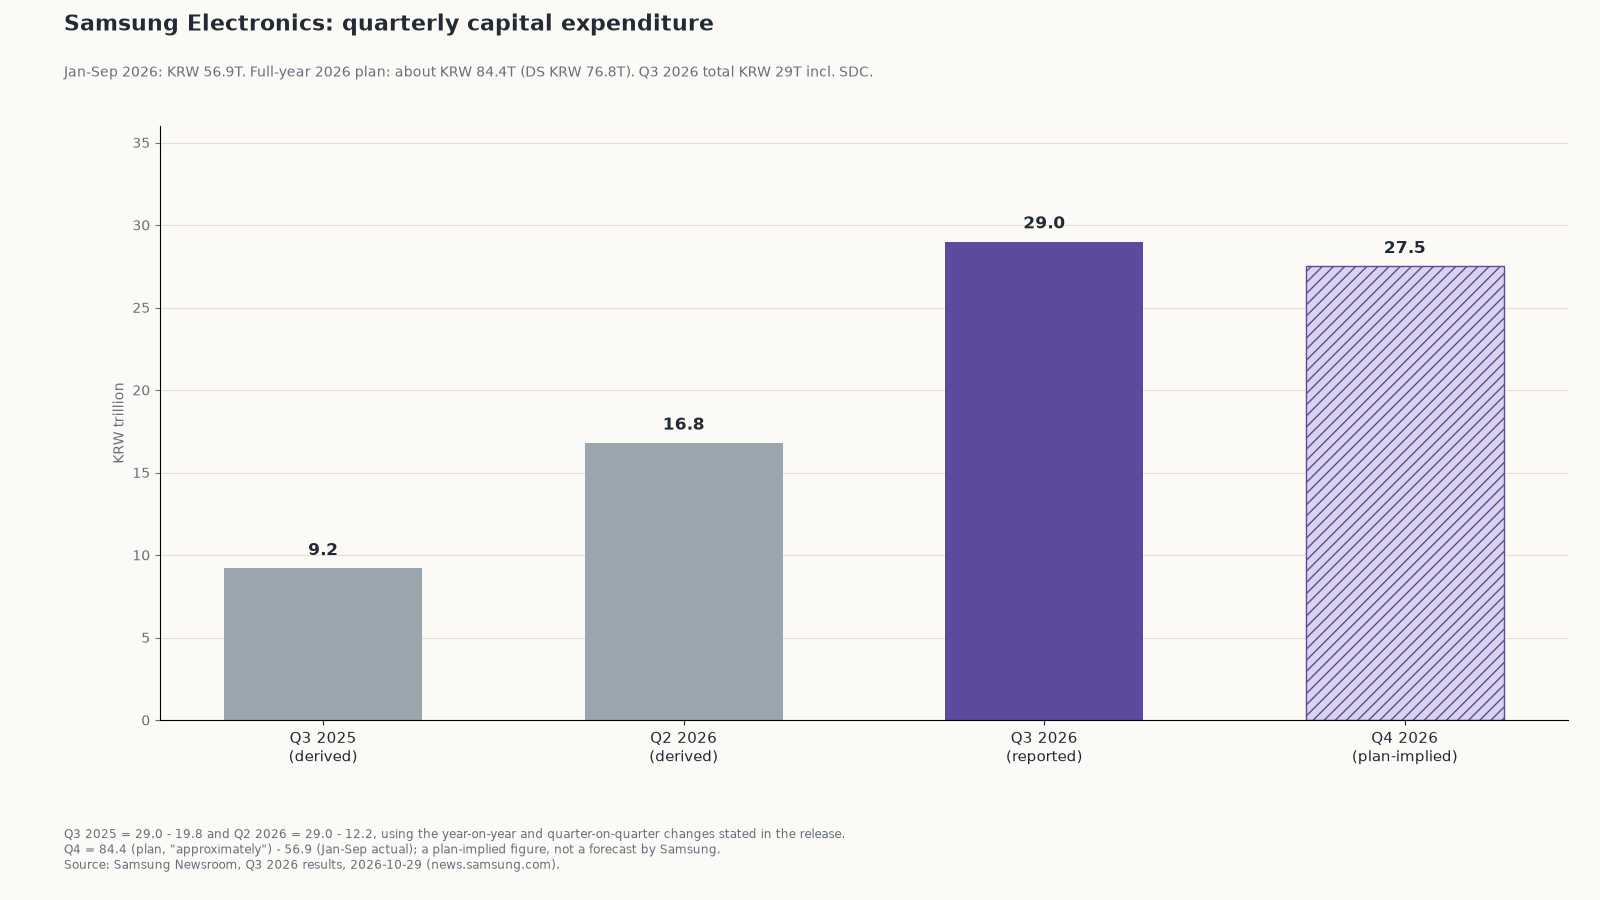 Samsung Electronics: quarterly capital expenditure
Jan-Sep 2026: KRW 56.9T. Full-year 2026 plan: about KRW 84.4T (DS KRW 76.8T). Q3 2026 total KRW 29T incl. SDC.
KRW trillion
35
30
25
20
15
10
5
0
9.2
16.8
29.0
27.5
Q3 2025
(derived)
Q2 2026
(derived)
Q3 2026
(reported)
Q4 2026
(plan-implied)
Q3 2025 = 29.0 - 19.8 and Q2 2026 = 29.0 - 12.2, using the year-on-year and quarter-on-quarter changes stated in the release.
Q4 = 84.4 (plan, "approximately") - 56.9 (Jan-Sep actual); a plan-implied figure, not a forecast by Samsung.
Source: Samsung Newsroom, Q3 2026 results, 2026-10-29 (news.samsung.com).